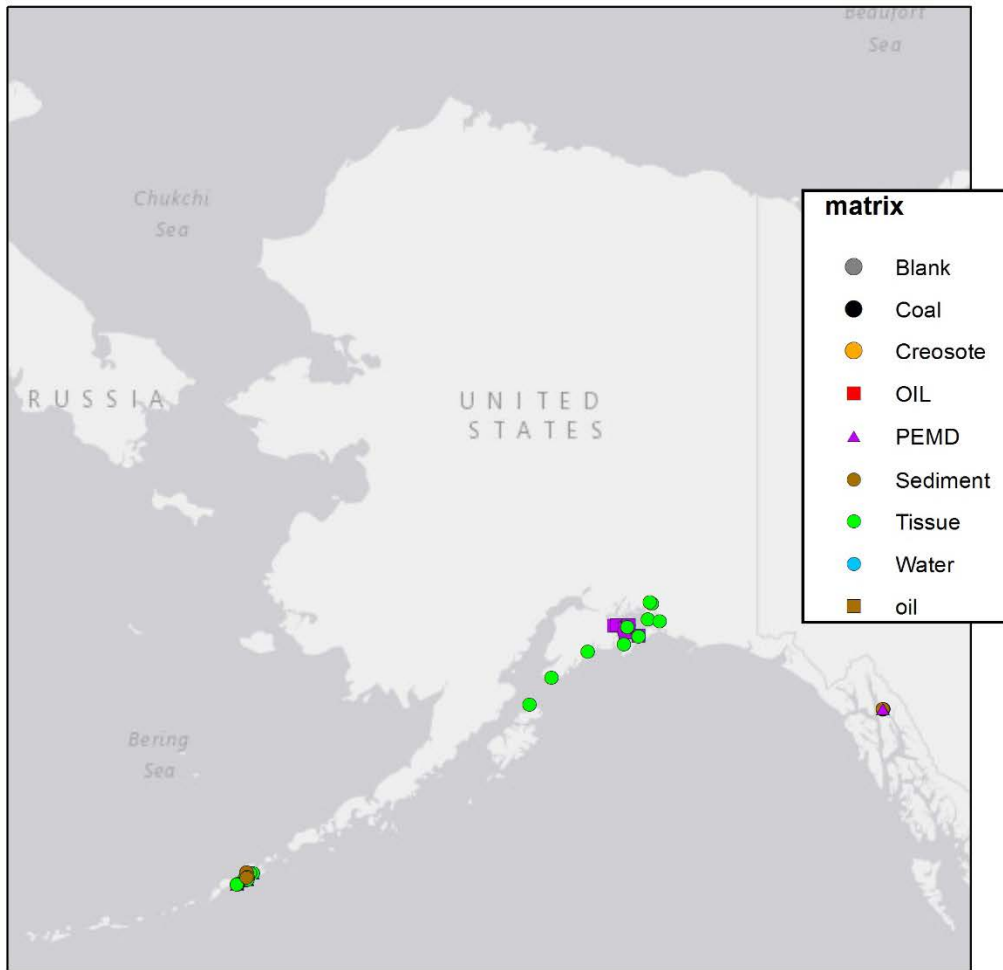 Beaufort
Sea
Chukchi
Sea
RUSSIA
UNITED
STATES
Bering
Sea
matrix
Blank
Coal
Creosote
OIL
PEMD
Sediment
Tissue
Water
oil